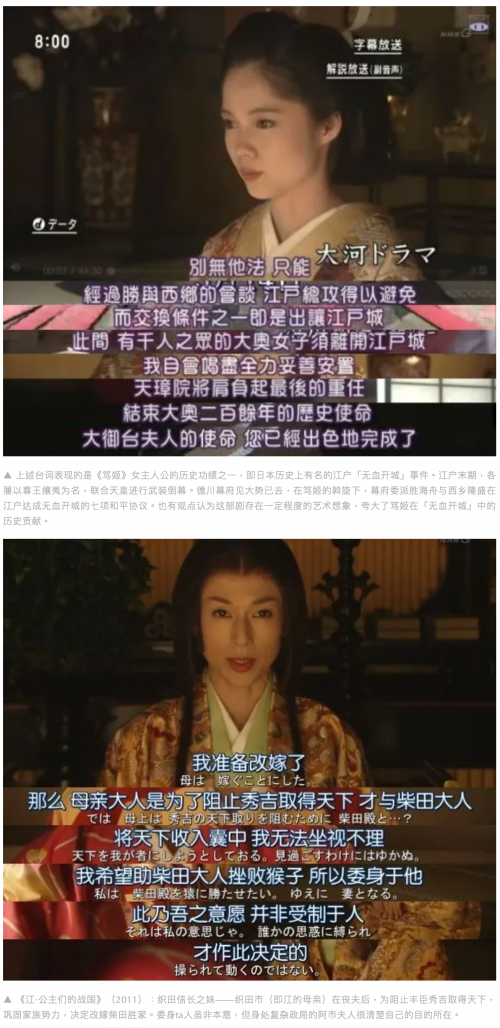 8:00
NHK G
字幕放送
解説放送(副音声)
データ
大河ドラマ
別無他法 只能
經過勝與西鄉的會談 江戶總攻得以避免
而交換條件之一即是出讓江戶城
此間 有千人之眾的大奧女子須離開江戶城
我自會竭盡全力妥善安置
天璋院將肩負起最後的重任
結束大奧二百餘年的歷史使命
大御台夫人的使命 您已經出色地完成了
▲ 上述台词表现的是《笃姬》女主人公的历史功绩之一，即日本历史上有名的江户「无血开城」事件。江户末期，各
藩以尊王攘夷为名，联合天皇进行武装倒幕。德川幕府见大势已去，在笃姬的斡旋下，幕府委派胜海舟与西乡隆盛在
江户达成无血开城的七项和平协议。也有观点认为这部剧存在一定程度的艺术想象，夸大了笃姬在「无血开城」中的
历史贡献。
NHK G
我准备改嫁了
母は 嫁ぐことにした。
那么 母亲大人是为了阻止秀吉取得天下 才与柴田大人
では 母上は 秀吉の天下取りを阻むために 柴田殿と…？
将天下收入囊中 我无法坐视不理
天下を我が者にしようとしておる。見過ごすわけにはゆかぬ。
我希望助柴田大人挫败猴子 所以委身于他
私は 柴田殿を猿に勝たせたい。ゆえに 妻となる。
此乃吾之意愿 并非受制于人
それは私の意思じゃ。 誰かの思惑に縛られ
才作此决定的
操られて動くのではない。
▲ 《江·公主们的战国》（2011）：织田信长之妹——织田市（即江的母亲）在丧夫后，为阻止丰臣秀吉取得天下，
巩固家族势力，决定改嫁柴田胜家。委身ta人虽非本意，但身处复杂政局的阿市夫人很清楚自己的目的所在。